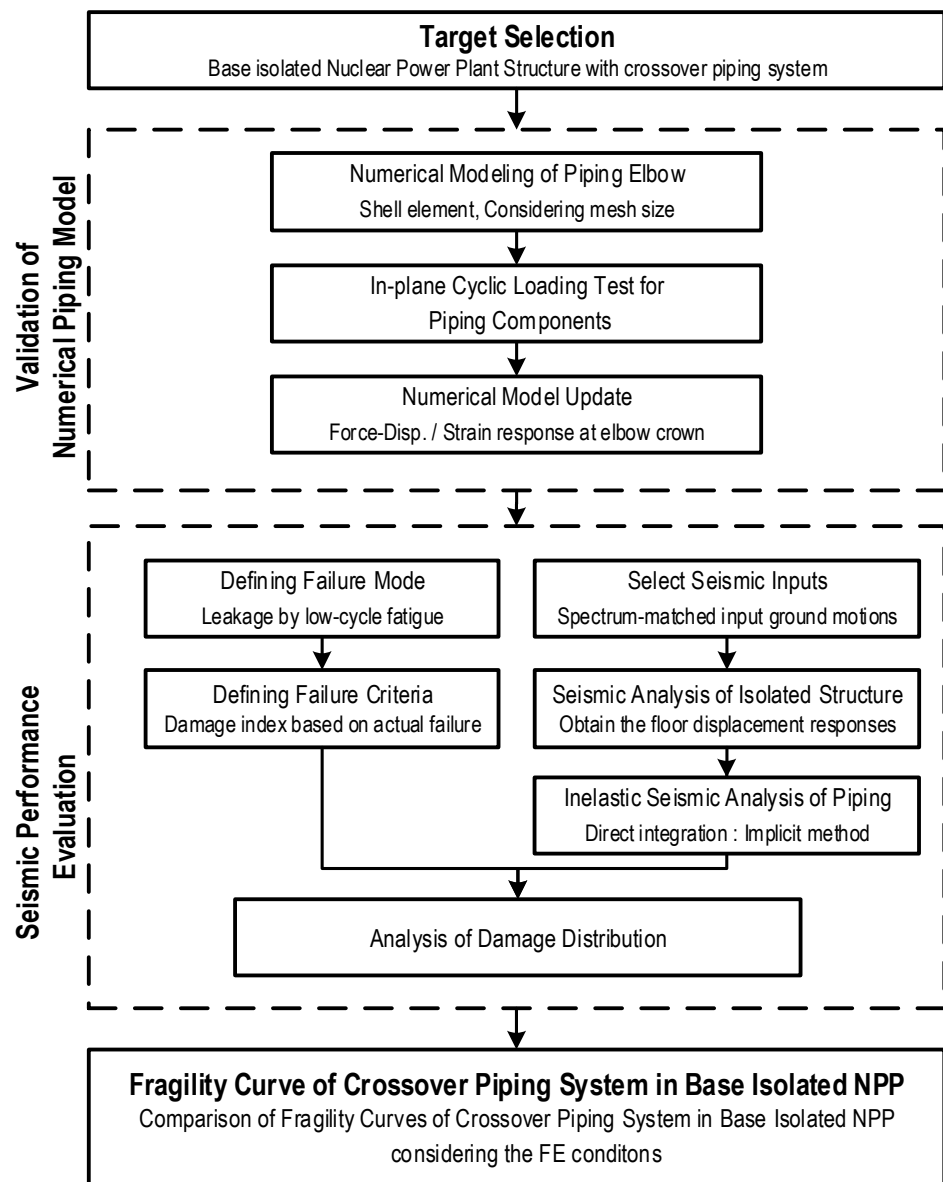 Target Selection
Base isolated Nuclear Power Plant Structure with crossover piping system
Validation of
Numerical Piping Model
Numerical Modeling of Piping Elbow
Shell element, Considering mesh size
In-plane Cyclic Loading Test for
Piping Components
Numerical Model Update
Force-Disp. / Strain response at elbow crown
Seismic Performance
Evaluation
Defining Failure Mode
Leakage by low-cycle fatigue
Defining Failure Criteria
Damage index based on actual failure
Select Seismic Inputs
Spectrum-matched input ground motions
Seismic Analysis of Isolated Structure
Obtain the floor displacement responses
Inelastic Seismic Analysis of Piping
Direct integration : Implicit method
Analysis of Damage Distribution
Fragility Curve of Crossover Piping System in Base Isolated NPP
Comparison of Fragility Curves of Crossover Piping System in Base Isolated NPP
considering the FE conditons